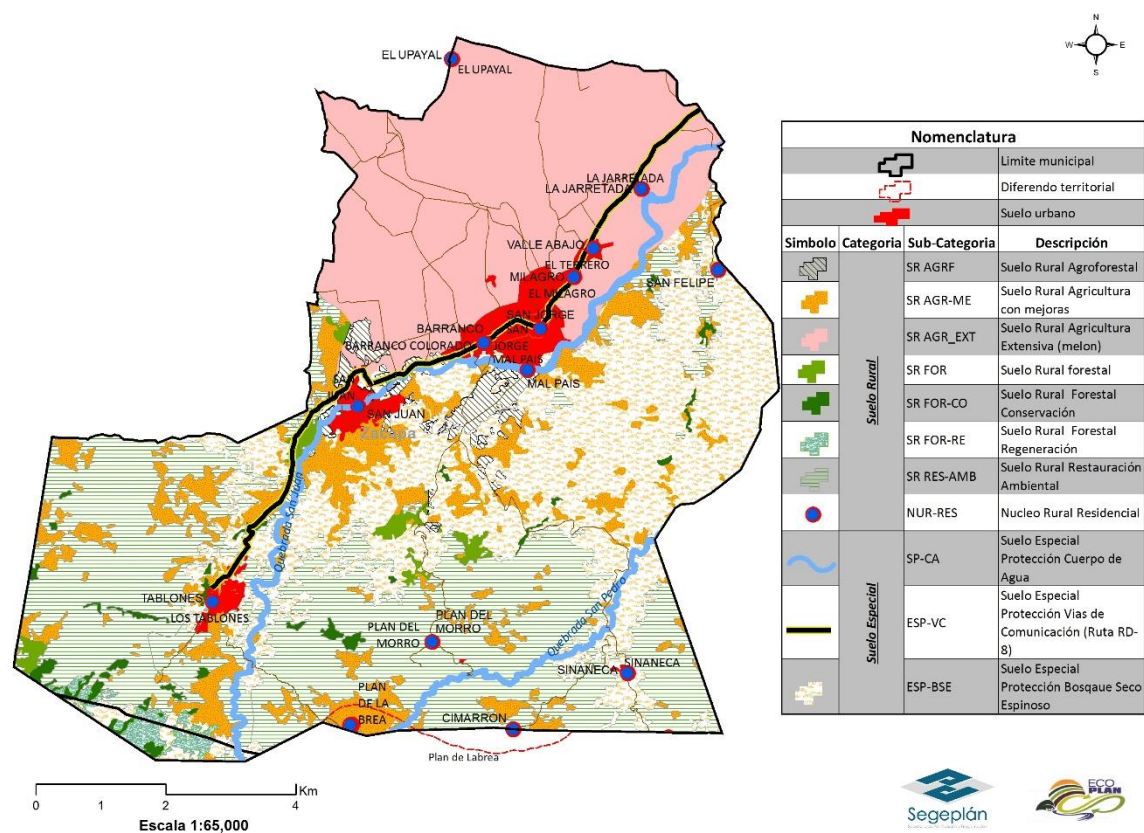 N
W E
S
EL UPAYAL
EL UPAYAL
LA JARRETADA
LA JARRETADA
VALLE ABAJO
EL TEBRERO
MILAGRO
EL MILAGRO
SAN FELIPE
SAN JORGE
SAN
JORGE
BARRANCO
BARRANCO COLORADO
MAL PAIS
MAL PAIS
SAN
JUAN
SAN JUAN
Zacapa
Quebrada San Juan
TABLONES
LOS TABLONES
PLAN DEL
MORRO
PLAN DEL
MORRO
Quebrada San Pedro
SINANECA
SINANECA
PLAN
DE LA
BREA
CIMARRON
Plan de Labrea
Km
0 1 2 4
Escala 1:65,000
Nomenclatura
Limite municipal
Diferendo territorial
Suelo urbano
Simbolo Categoria Sub-Categoria Descripción
Suelo Rural
SR AGRF Suelo Rural Agroforestal
SR AGR-ME Suelo Rural Agricultura
con mejoras
SR AGR_EXT Suelo Rural Agricultura
Extensiva (melon)
SR FOR Suelo Rural forestal
SR FOR-CO Suelo Rural Forestal
Conservación
SR FOR-RE Suelo Rural Forestal
Regeneración
SR RES-AMB Suelo Rural Restauración
Ambiental
NUR-RES Nucleo Rural Residencial
Suelo Especial
SP-CA Suelo Especial
Protección Cuerpo de
Agua
ESP-VC Suelo Especial
Protección Vias de
Comunicación (Ruta RD-
8)
ESP-BSE Suelo Especial
Protección Bosqaue Seco
Espinoso
Segeplán
ECO
PLAN